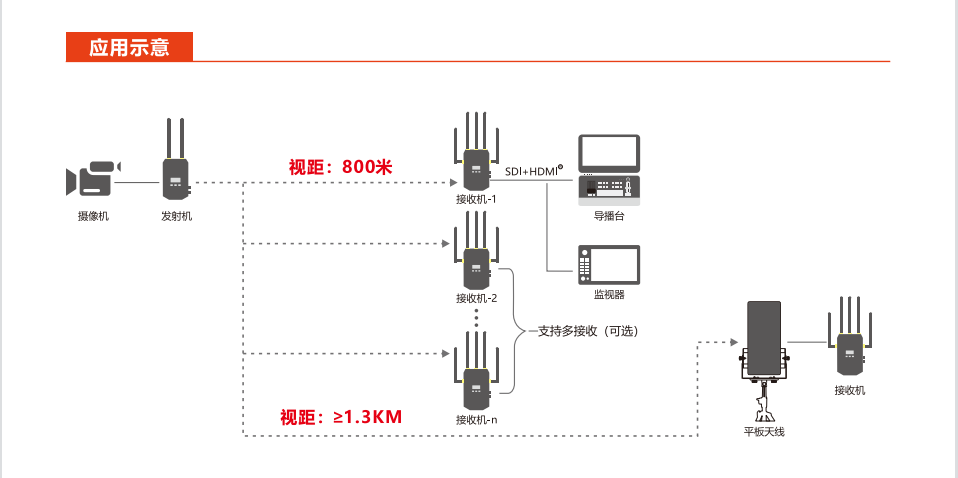 应用示意
视距：800米
SDI+HDMI
摄像机
发射机
接收机-1
导播台
接收机-2
监视器
支持多接收（可选）
接收机
视距：≥1.3KM
接收机-n
平板天线